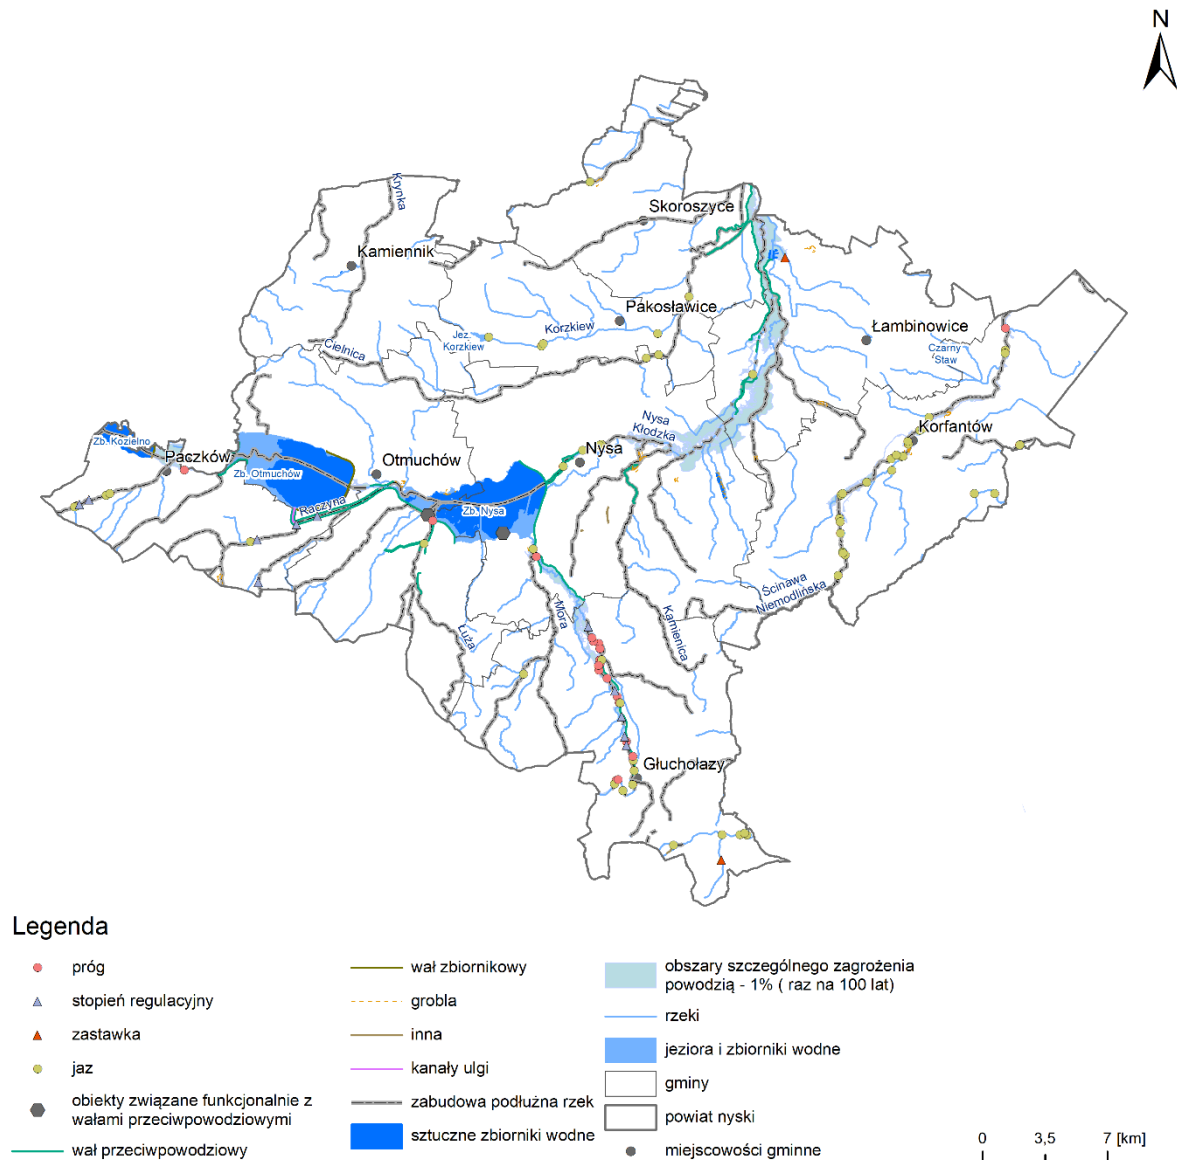 N
Krynka
Skoroszyce
Kamiennik
Pakosławice
Korzkiew
Jez.
Korzkiew
Łambinowice
Czarny
Staw
Cielnica
Nysa
Kłodzka
Korfantów
Zb. Kozielno
Paczków
Otmuchów
Nysa
Zb. Otmuchów
Raczyna
Zb. Nysa
Ścinawa
Niemodlińska
Mora
Kamienica
Łuża
Głuchołazy
Legenda
próg
stopień regulacyjny
zastawka
jaz
obiekty związane funkcjonalnie z
wałami przeciwpowodziowymi
wał przeciwpowodziowy
wał zbiornikowy
grobla
inna
kanały ulgi
zabudowa podłużna rzek
sztuczne zbiorniki wodne
obszary szczególnego zagrożenia
powodzią - 1% ( raz na 100 lat)
rzeki
jeziora i zbiorniki wodne
gminy
powiat nyski
miejscowości gminne
0 3,5 7 [km]